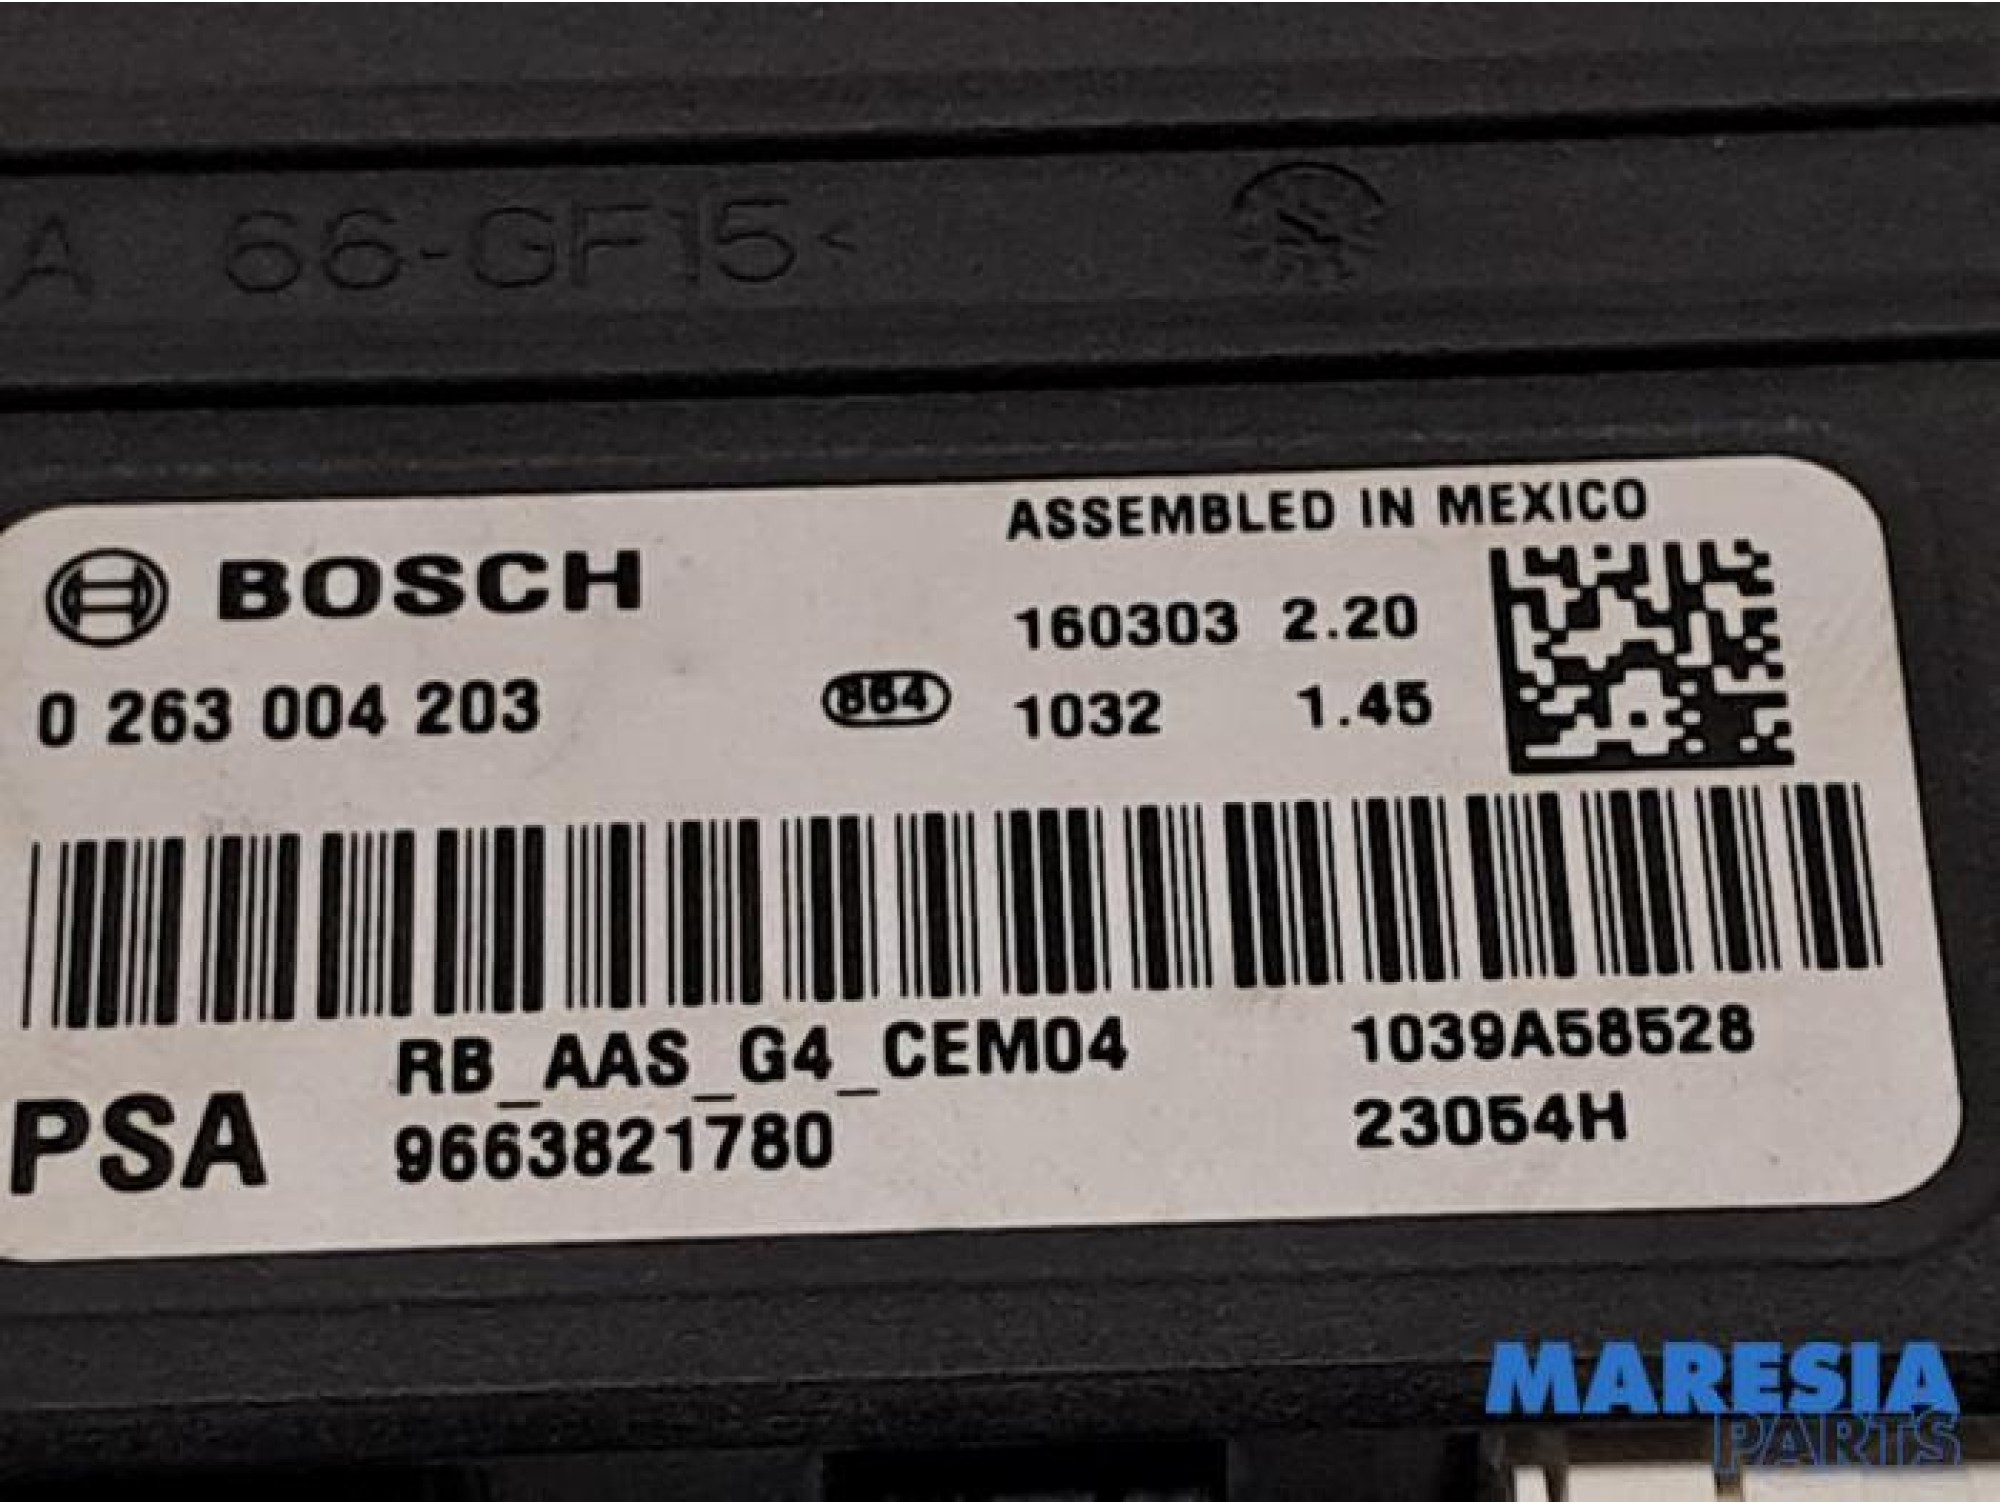 A 66-GF15<
BOSCH
ASSEMBLED IN MEXICO
160303 2.20
0 263 004 203
864
1032 1.45
RB_AAS_G4_CEM04
1039A58528
PSA
9663821780
23054H
MARESIA
PARTS